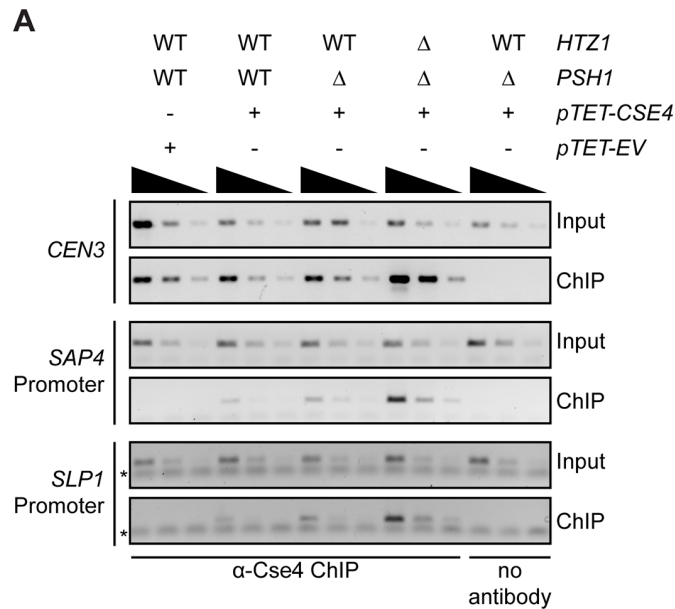 A
WT WT WT Δ WT HTZ1
WT WT Δ Δ Δ PSH1
- + + + + pTET-CSE4
+ - - - - pTET-EV
CEN3
Input
ChIP
SAP4
Promoter
Input
ChIP
SLP1
Promoter
*
Input
*
ChIP
α-Cse4 ChIP
no
antibody